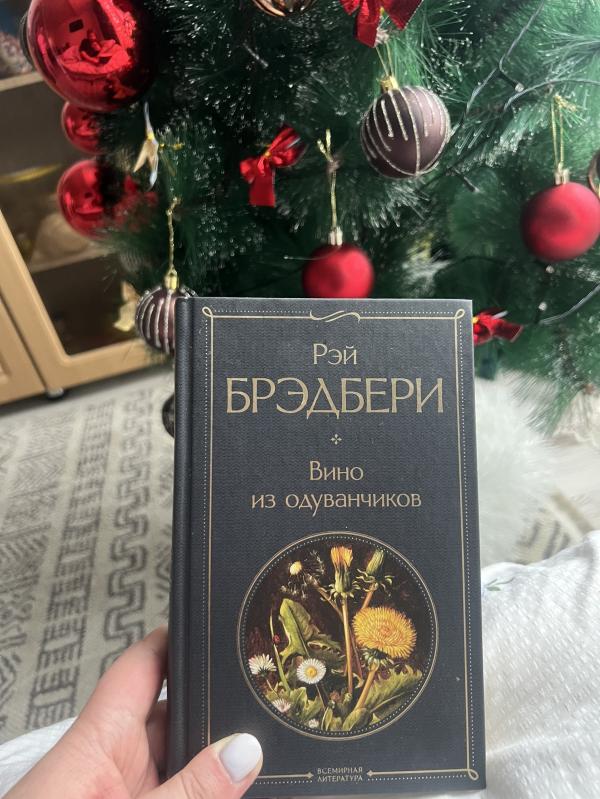 Рэй
БРЭДБЕРИ
Вино
из одуванчиков
ВСЕМИРНАЯ
ЛИТЕРАТУРА